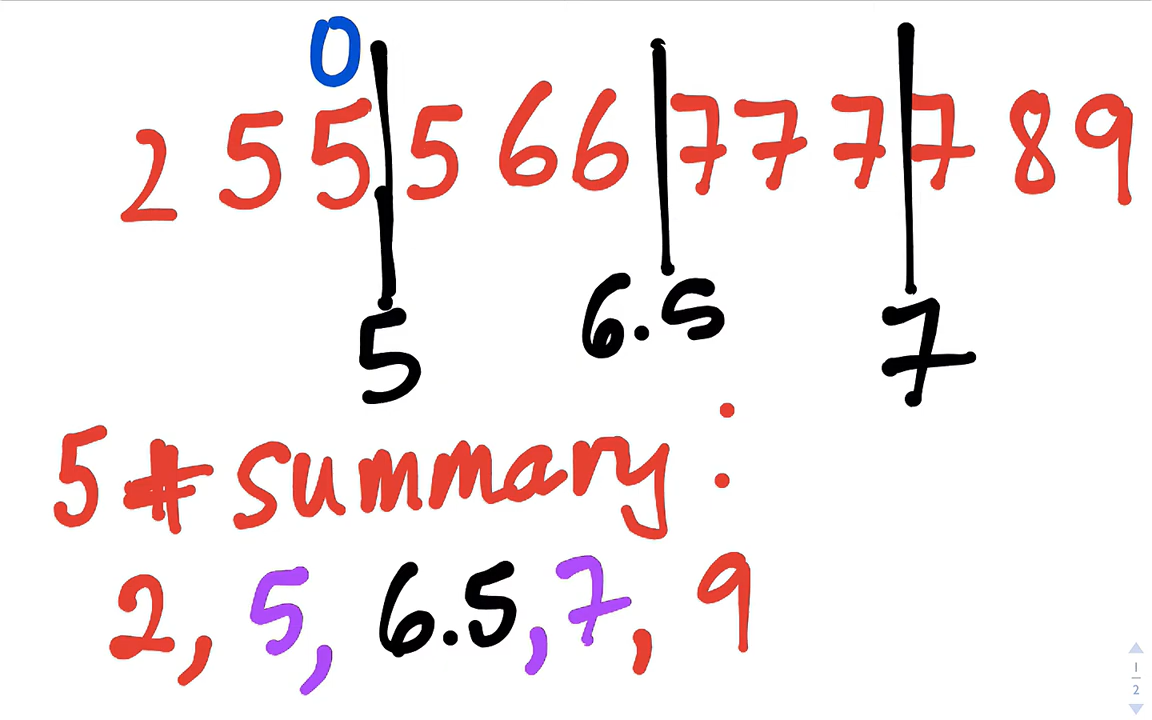 0
2 5 5 5 6 6 7 7 7 7 8 9
5 6.5 7
5 # summary :
2, 5, 6.5, 7, 9
1
2